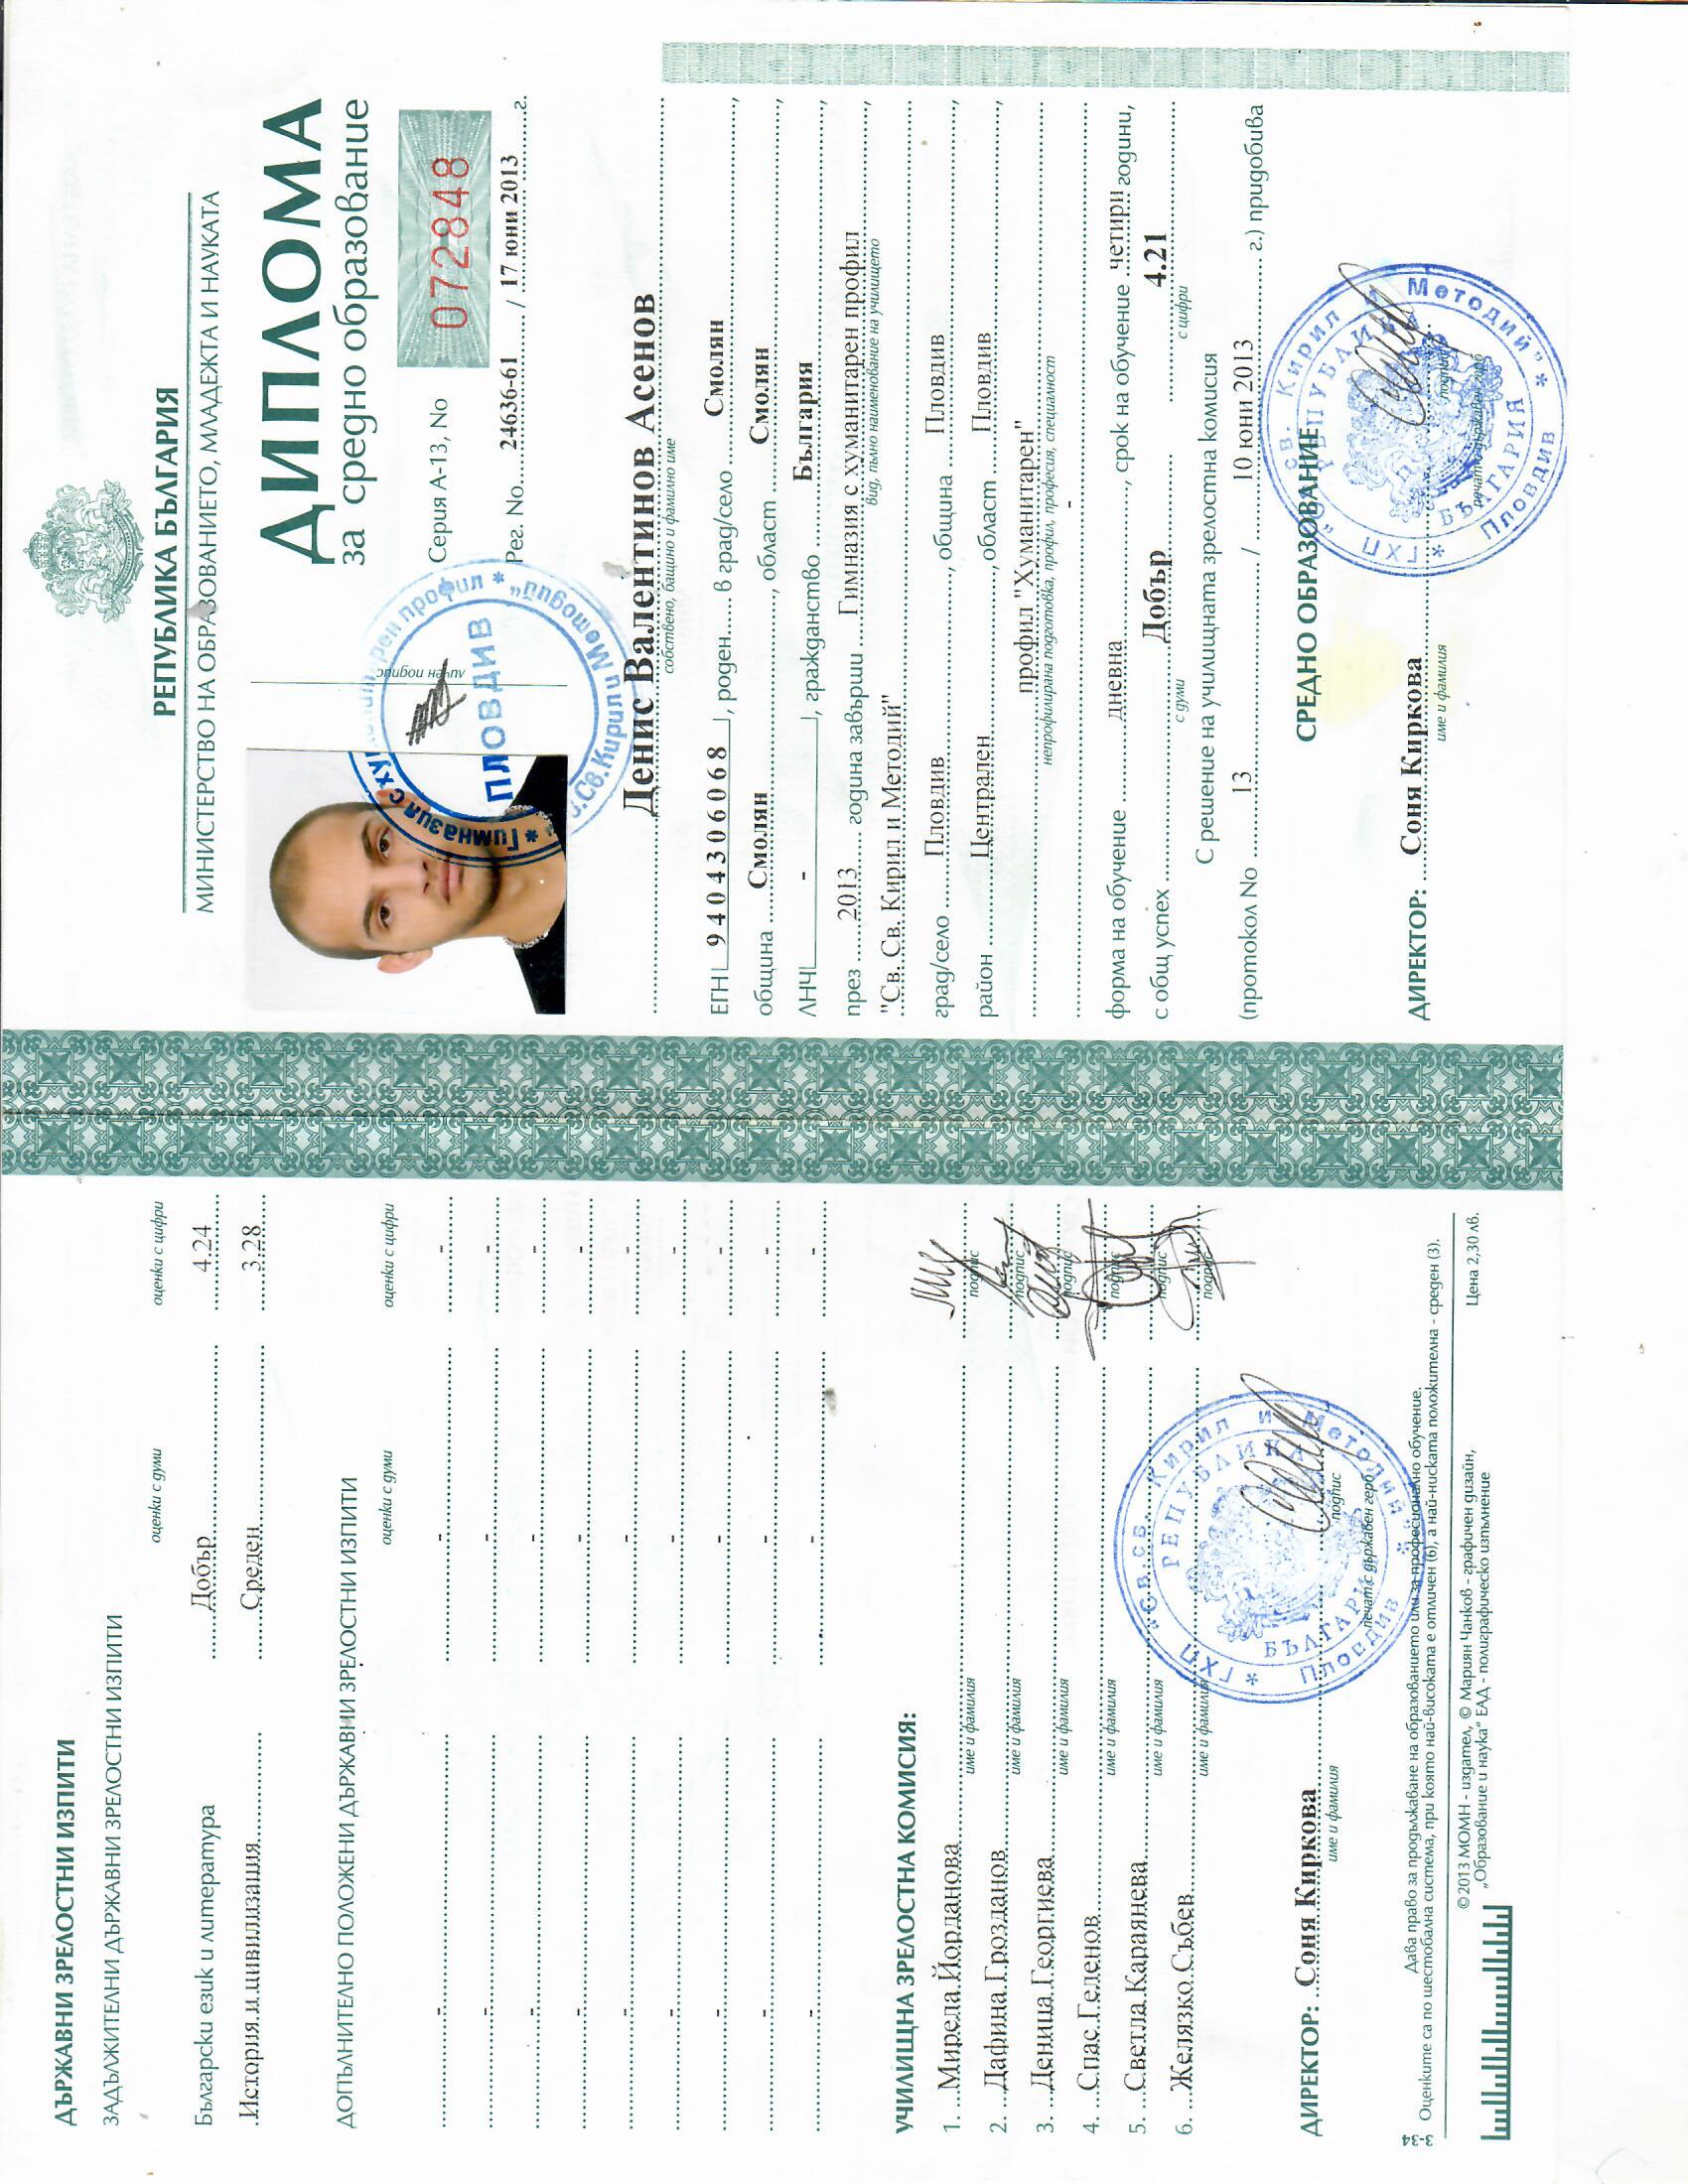 ДЪРЖАВНИ ЗРЕЛОСТНИ ИЗПИТИ
ЗАДЪЛЖИТЕЛНИ ДЪРЖАВНИ ЗРЕЛОСТНИ ИЗПИТИ
оценки с думи оценки с цифри
Български език и литература Добър 4.24
История и цивилизация Среден 3.28
ДОПЪЛНИТЕЛНО ПОЛОЖЕНИ ДЪРЖАВНИ ЗРЕЛОСТНИ ИЗПИТИ
оценки с думи оценки с цифри
- - -
- - -
- - -
- - -
- - -
- - -
- - -
- - -
- - -
УЧИЛИЩНА ЗРЕЛОСТНА КОМИСИЯ:
1. Мирела Йорданова
име и фамилия подпис
2. Дафина Грозданов
име и фамилия подпис
3. Деница Георгиева
име и фамилия подпис
4. Спас Геленов
име и фамилия подпис
5. Светла Караянева
име и фамилия подпис
6. Желязко Събев
име и фамилия подпис
ДИРЕКТОР: Соня Киркова
име и фамилия подпис
печат с държавен герб
* ГХП "Св. св. Кирил и Методий" * Пловдив
РЕПУБЛИКА БЪЛГАРИЯ
Дава право за продължаване на образованието или за професионално обучение.
Оценките са по шестобална система, при която най-високата е отличен (6), а най-ниската положителна - среден (3).
3-34
© 2013 МОМН - издател, © Мариян Чанков - графичен дизайн,
„Образование и наука“ ЕАД - полиграфическо изпълнение
Цена 2,30 лв.
РЕПУБЛИКА БЪЛГАРИЯ
МИНИСТЕРСТВО НА ОБРАЗОВАНИЕТО, МЛАДЕЖТА И НАУКАТА
ДИПЛОМА
за средно образование
Серия А-13, No 072848
Рег. No 24636-61 / 17 юни 2013 г.
личен подпис
* Гимназия с хуманитарен профил * Св. Кирил и Методий“
ПЛОВДИВ
Денис Валентинов Асенов
собствено, бащино и фамилно име
ЕГН 9404306068, роден..... в град/село Смолян,
община Смолян, област Смолян,
ЛНЧ -, гражданство България,
през 2013 година завърши Гимназия с хуманитарен профил,
вид, пълно наименование на училището
"Св. Св. Кирил и Методий"
град/село Пловдив, община Пловдив,
район Централен, област Пловдив,
профил "Хуманитарен"
непрофилирана подготовка, профил, професия, специалност
-
форма на обучение дневна, срок на обучение четири години,
с общ успех Добър 4.21
с думи с цифри
С решение на училищната зрелостна комисия
(протокол No 13 / 10 юни 2013 г.) придобива
СРЕДНО ОБРАЗОВАНИЕ
ДИРЕКТОР: Соня Киркова
име и фамилия подпис
печат с държавен герб
* ГХП "Св. св. Кирил и Методий" * Пловдив
РЕПУБЛИКА БЪЛГАРИЯ